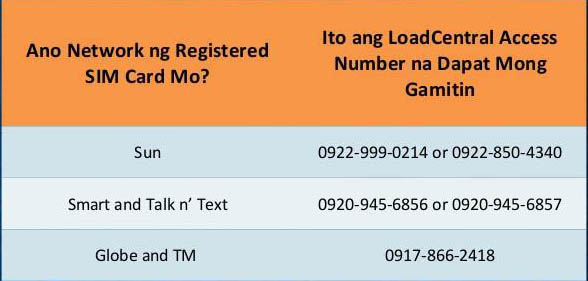 Ano Network ng Registered
SIM Card Mo?
Ito ang LoadCentral Access
Number na Dapat Mong
Gamitin
Sun
0922-999-0214 or 0922-850-4340
Smart and Talk n’ Text
0920-945-6856 or 0920-945-6857
Globe and TM
0917-866-2418